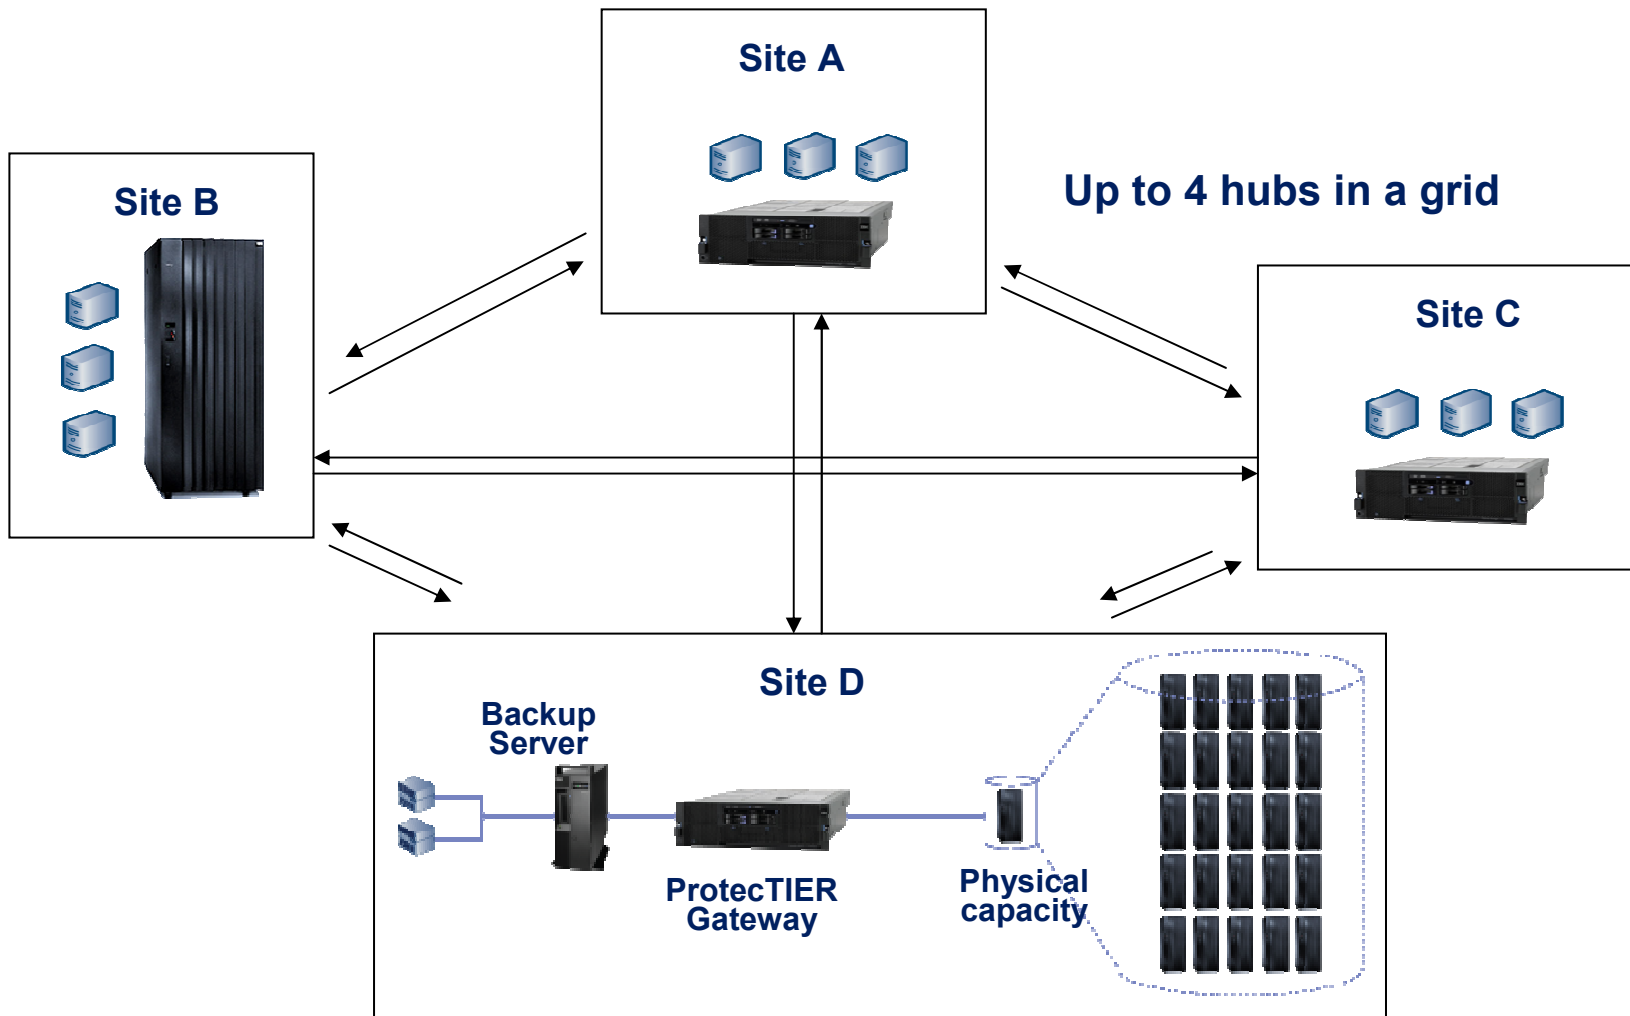 Site A
Site B
Up to 4 hubs in a grid
Site C
Site D
Backup
Server
ProtecTIER
Gateway
Physical
capacity